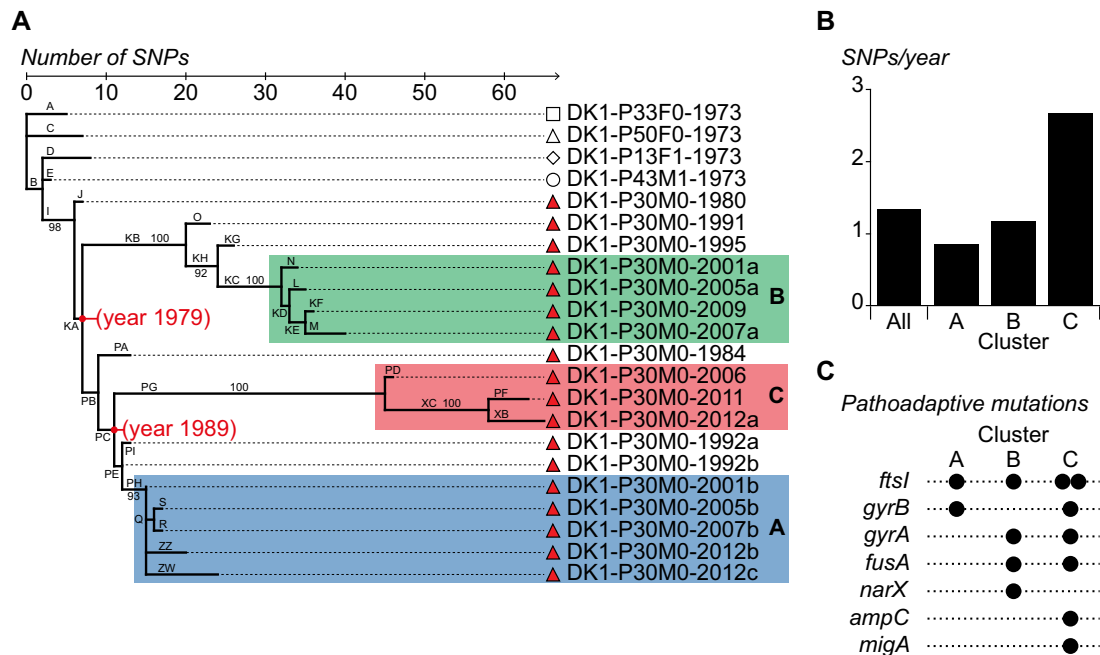 A
Number of SNPs
0 10 20 30 40 50 60
A DK1-P33F0-1973
C DK1-P50F0-1973
D DK1-P13F1-1973
B E DK1-P43M1-1973
I 98 J DK1-P30M0-1980
O DK1-P30M0-1991
KB 100 KG DK1-P30M0-1995
KH 92
KC 100 N DK1-P30M0-2001a
L DK1-P30M0-2005a
B
KD KF DK1-P30M0-2009
KA (year 1979) KE M DK1-P30M0-2007a
PA DK1-P30M0-1984
PB PD DK1-P30M0-2006
PG 100 PF DK1-P30M0-2011
C
XC 100 XB DK1-P30M0-2012a
PC (year 1989)
PI DK1-P30M0-1992a
PE DK1-P30M0-1992b
PH 93 DK1-P30M0-2001b
S DK1-P30M0-2005b
Q R DK1-P30M0-2007b
A
ZZ DK1-P30M0-2012b
ZW DK1-P30M0-2012c
B
SNPs/year
3
2
1
0
All A B C
Cluster
C
Pathoadaptive mutations
Cluster
A B C
ftsI
gyrB
gyrA
fusA
narX
ampC
migA